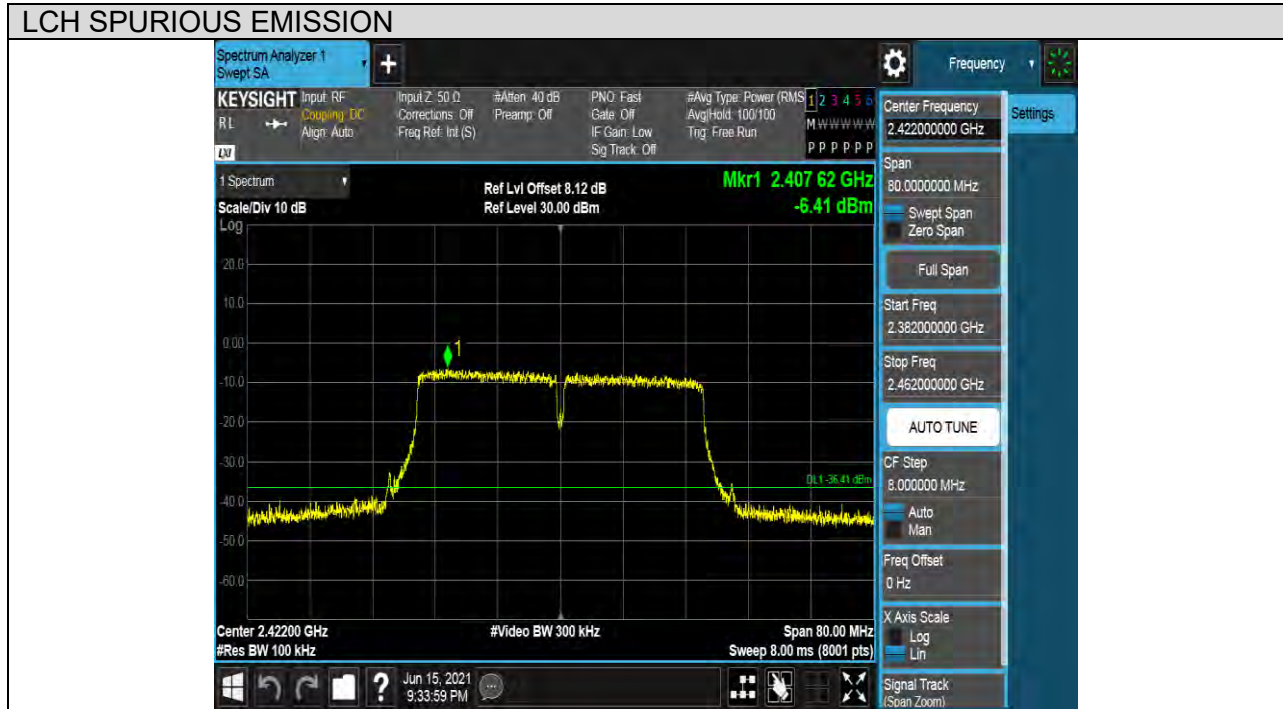 LCH SPURIOUS EMISSION
Spectrum Analyzer 1
Swept SA
+
Frequency
KEYSIGHT
RL
LXI
Input: RF
Coupling: DC
Align: Auto
Input Z: 50 Ω
Corrections: Off
Freq Ref: Int (S)
#Atten: 40 dB
Preamp: Off
PNO: Fast
Gate: Off
IF Gain: Low
Sig Track: Off
#Avg Type: Power (RMS
Avg|Hold: 100/100
Trig: Free Run
1 2 3 4 5 6
M W W W W W
P P P P P P
1 Spectrum
Scale/Div 10 dB
Ref Lvl Offset 8.12 dB
Ref Level 30.00 dBm
Mkr1 2.407 62 GHz
-6.41 dBm
Log
20.0
10.0
0.00
-10.0
-20.0
-30.0
-40.0
-50.0
-60.0
1
DL1 -36.41 dBm
Center 2.42200 GHz
#Res BW 100 kHz
#Video BW 300 kHz
Span 80.00 MHz
Sweep 8.00 ms (8001 pts)
?
Jun 15, 2021
9:33:59 PM
Center Frequency
2.422000000 GHz
Settings
Span
80.0000000 MHz
Swept Span
Zero Span
Full Span
Start Freq
2.382000000 GHz
Stop Freq
2.462000000 GHz
AUTO TUNE
CF Step
8.000000 MHz
Auto
Man
Freq Offset
0 Hz
X Axis Scale
Log
Lin
Signal Track
(Span Zoom)